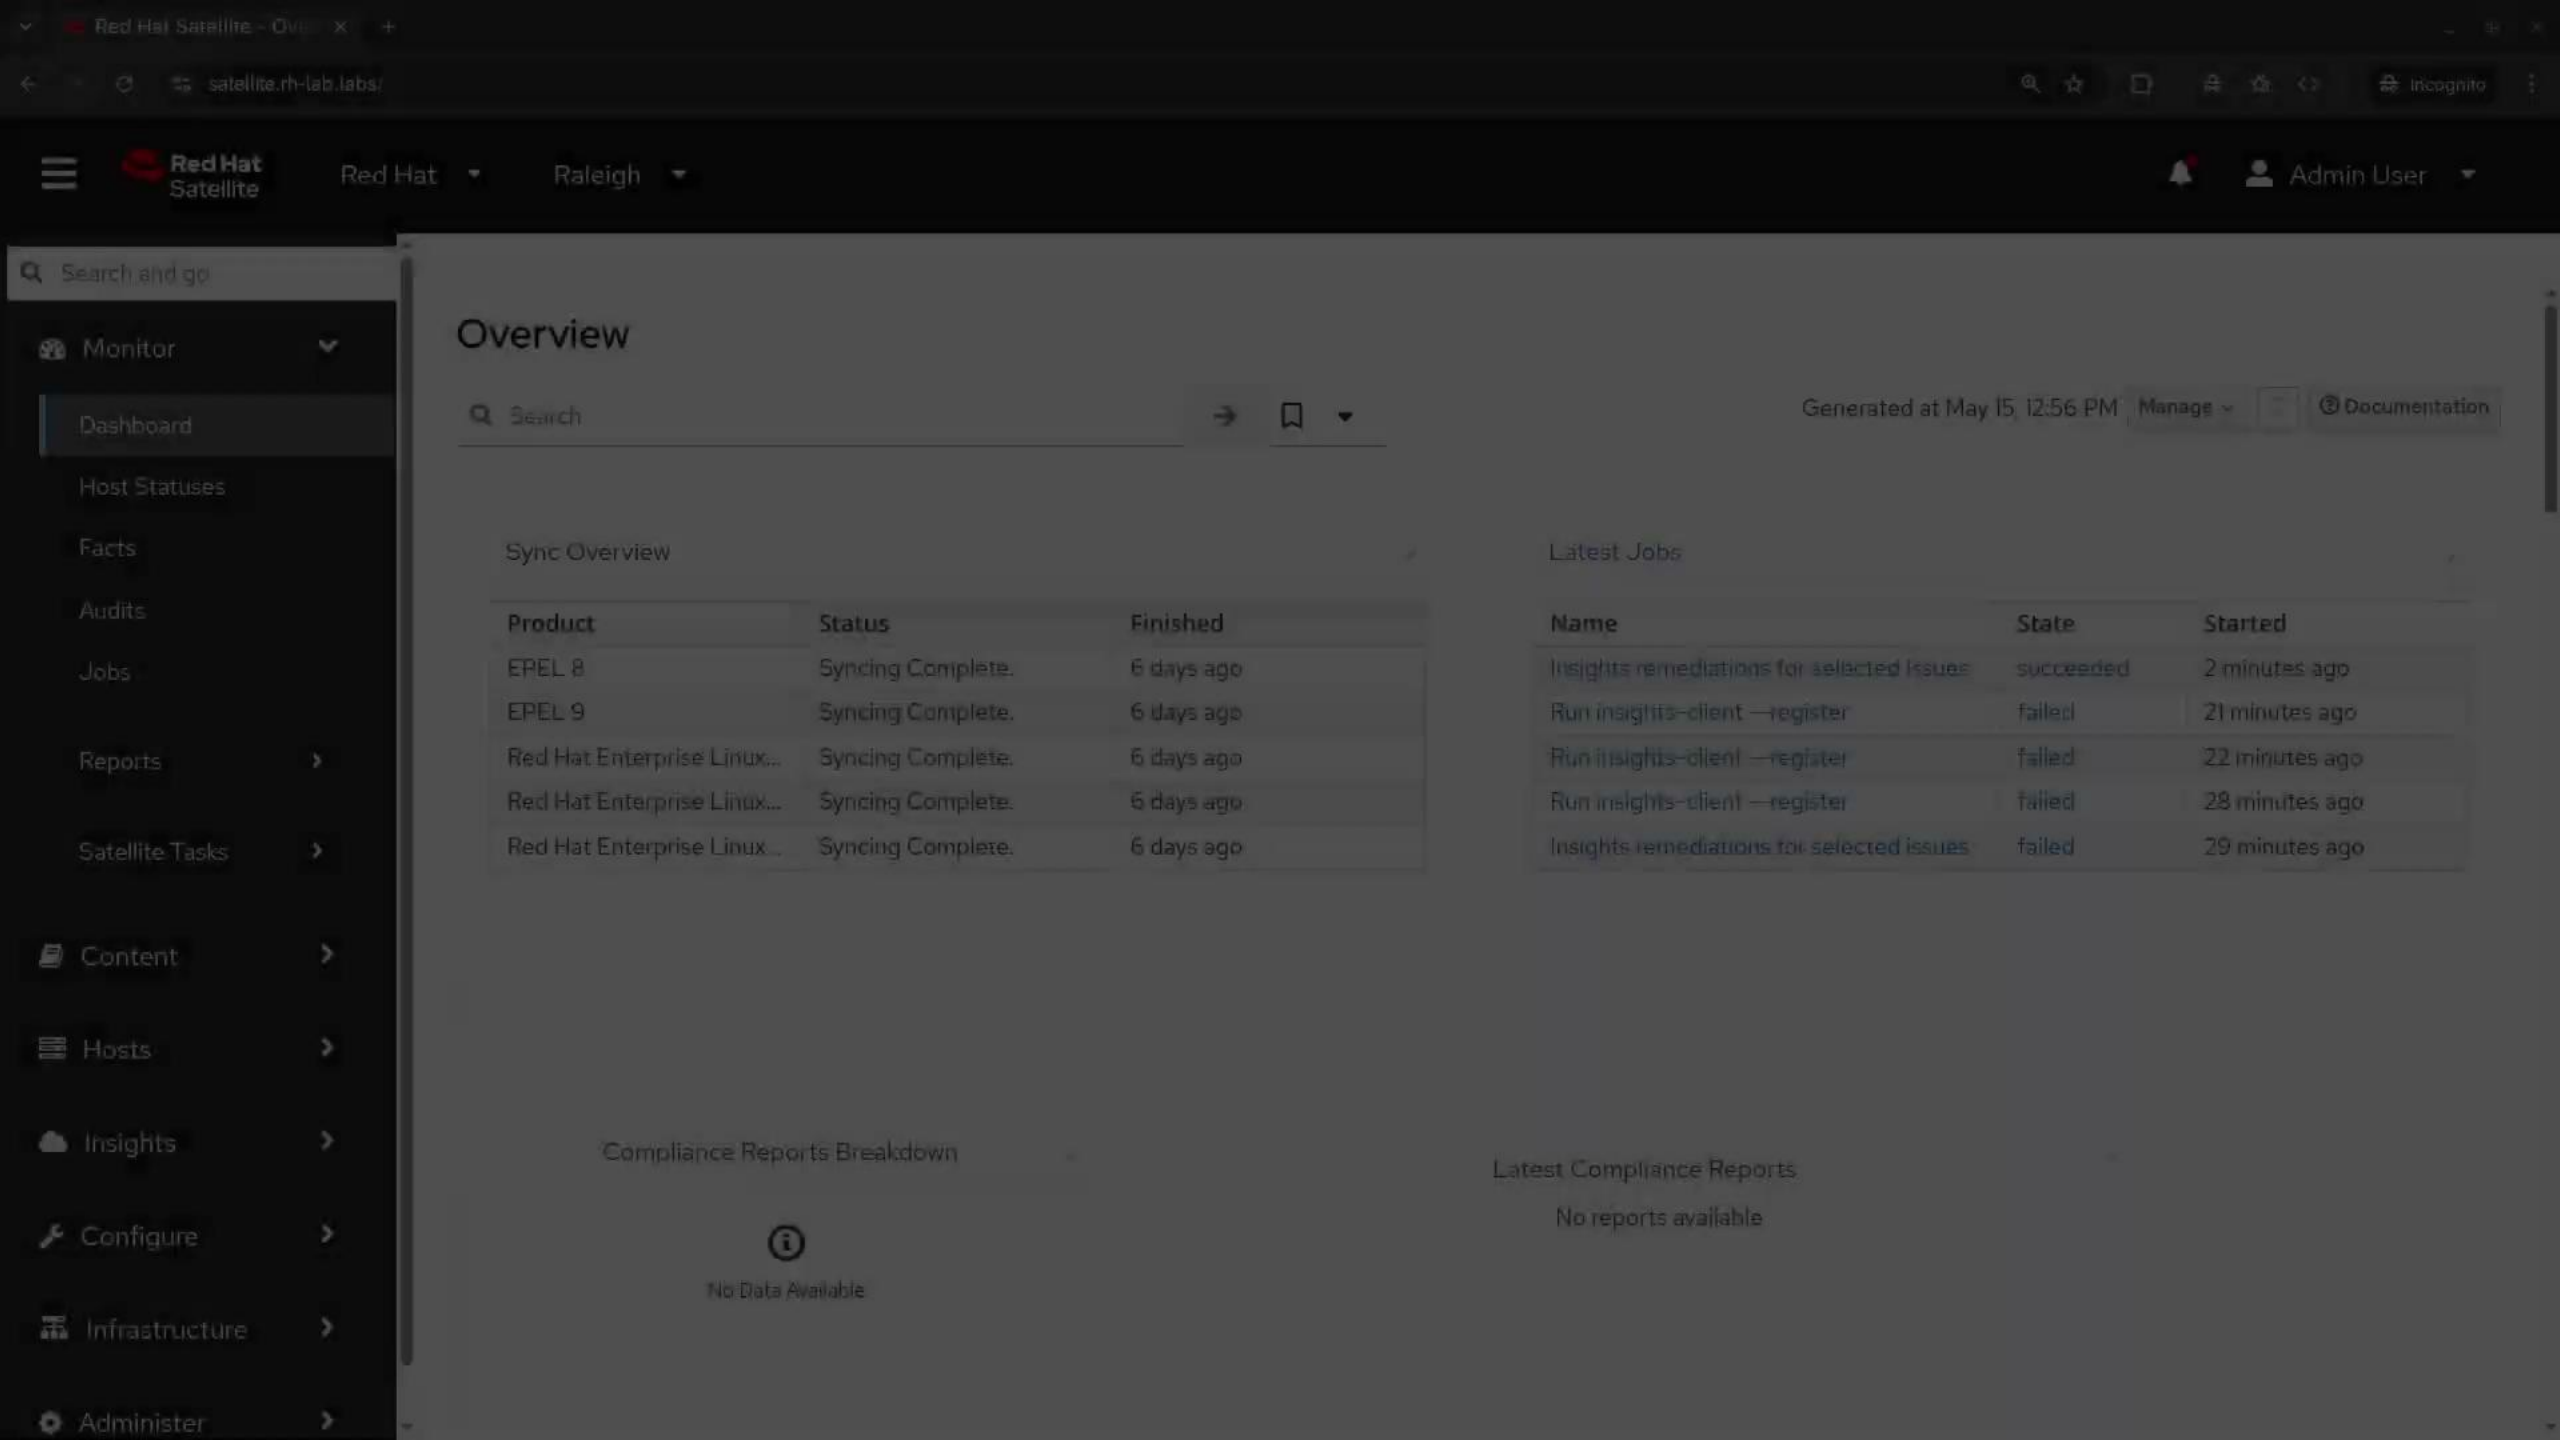 Red Hat Satellite - Ov
satellite.rh-lab.labs/
Incognito
Red Hat
Satellite
Red Hat
Raleigh
Admin User
Search and go
Monitor
Dashboard
Host Statuses
Facts
Audits
Jobs
Reports
Satellite Tasks
Content
Hosts
Insights
Configure
Infrastructure
Administer
Overview
Search
Generated at May 15, 12:56 PM
Manage
Documentation
Sync Overview
Product Status Finished
EPEL 8 Syncing Complete. 6 days ago
EPEL 9 Syncing Complete. 6 days ago
Red Hat Enterprise Linux... Syncing Complete. 6 days ago
Red Hat Enterprise Linux... Syncing Complete. 6 days ago
Red Hat Enterprise Linux... Syncing Complete. 6 days ago
Latest Jobs
Name State Started
Insights remediations for selected issues succeeded 2 minutes ago
Run insights-client --register failed 21 minutes ago
Run insights-client --register failed 22 minutes ago
Run insights-client --register failed 28 minutes ago
Insights remediations for selected issues failed 29 minutes ago
Compliance Reports Breakdown
No Data Available
Latest Compliance Reports
No reports available